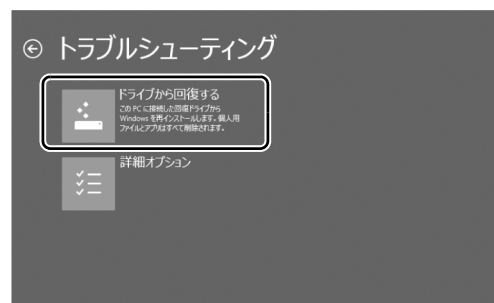 トラブルシューティング
ドライブから回復する
この PC に接続した回復ドライブから
Windows を再インストールします。個人用
ファイルとアプリはすべて削除されます。
詳細オプション